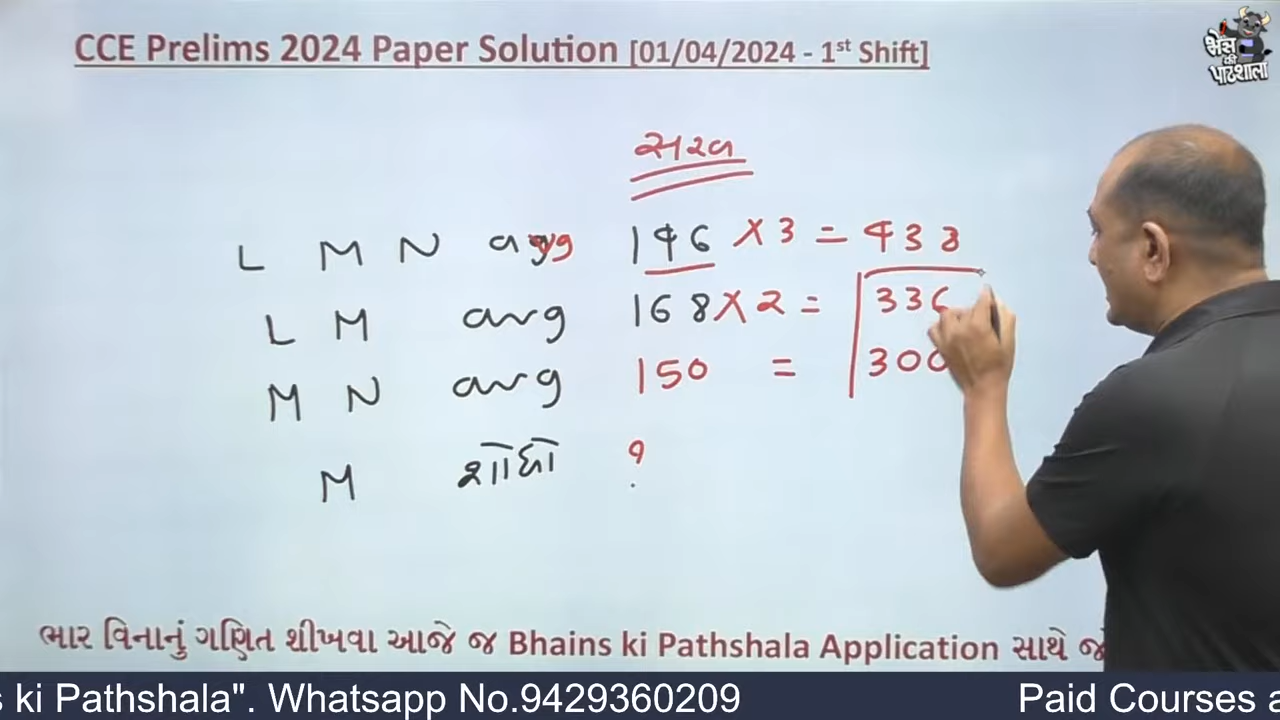 CCE Prelims 2024 Paper Solution [01/04/2024 - 1st Shift]
भैंस
की
पाठशाला
સરળ
L M N avg 146 × 3 = 438
L M avg 168 × 2 = 336
M N avg 150 = 300
M શોધો ?
ભાર વિનાનું ગણિત શીખવા આજે જ Bhains ki Pathshala Application સાથે
s ki Pathshala". Whatsapp No.9429360209 Paid Courses a